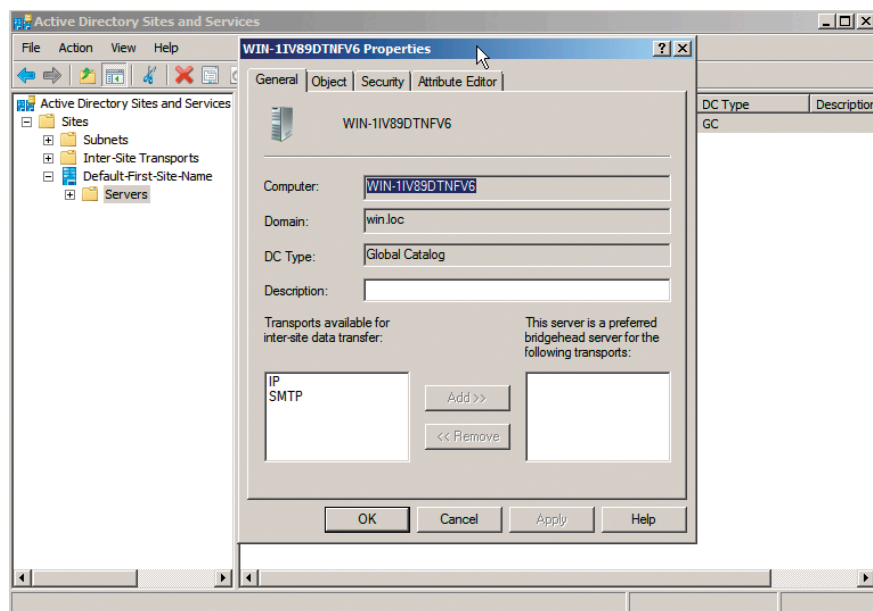 Active Directory Sites and Services
File Action View Help
WIN-1IV89DTNFV6 Properties
General Object Security Attribute Editor
Active Directory Sites and Services
Sites
Subnets
Inter-Site Transports
Default-First-Site-Name
Servers
DC Type Description
GC
WIN-1IV89DTNFV6
Computer: WIN-1IV89DTNFV6
Domain: win.loc
DC Type: Global Catalog
Description:
Transports available for
inter-site data transfer:
This server is a preferred
bridgehead server for the
following transports:
IP
SMTP
Add >>
<< Remove
OK Cancel Apply Help